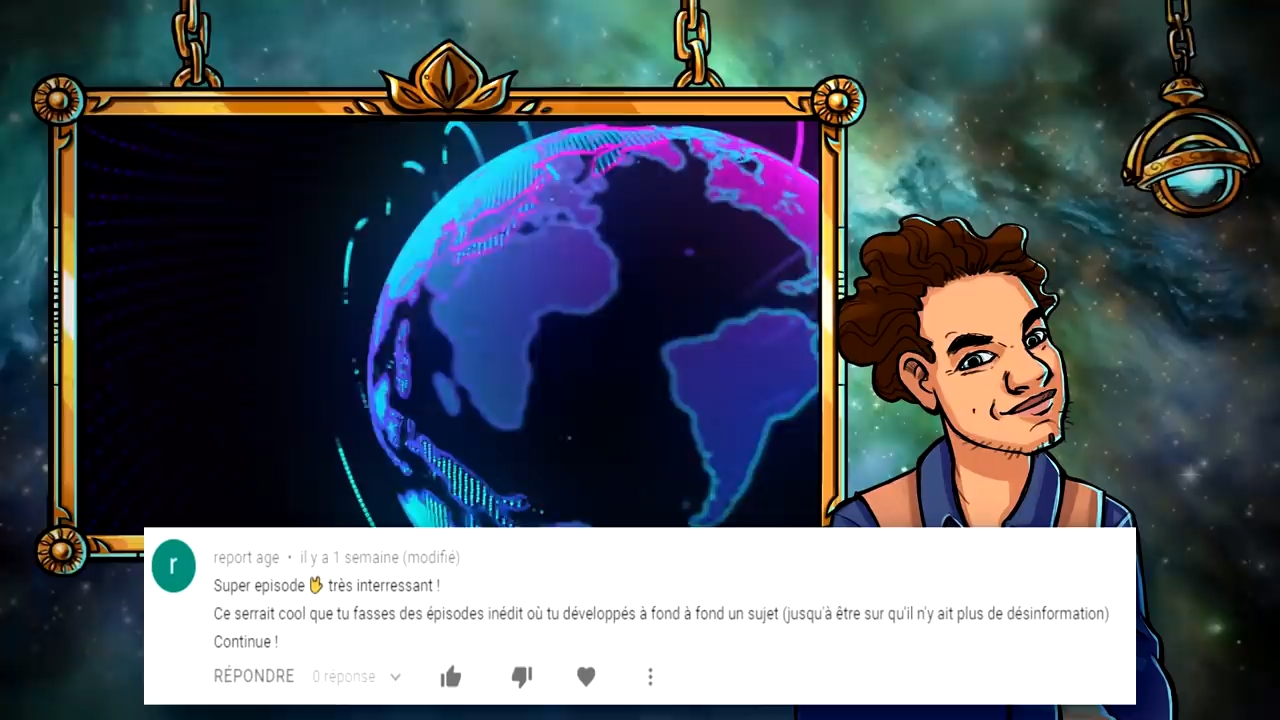 r
report age • il y a 1 semaine (modifié)
Super episode 🖖 très interressant !
Ce serrait cool que tu fasses des épisodes inédit où tu développés à fond à fond un sujet (jusqu'à être sur qu'il n'y ait plus de désinformation)
Continue !
RÉPONDRE 0 réponse